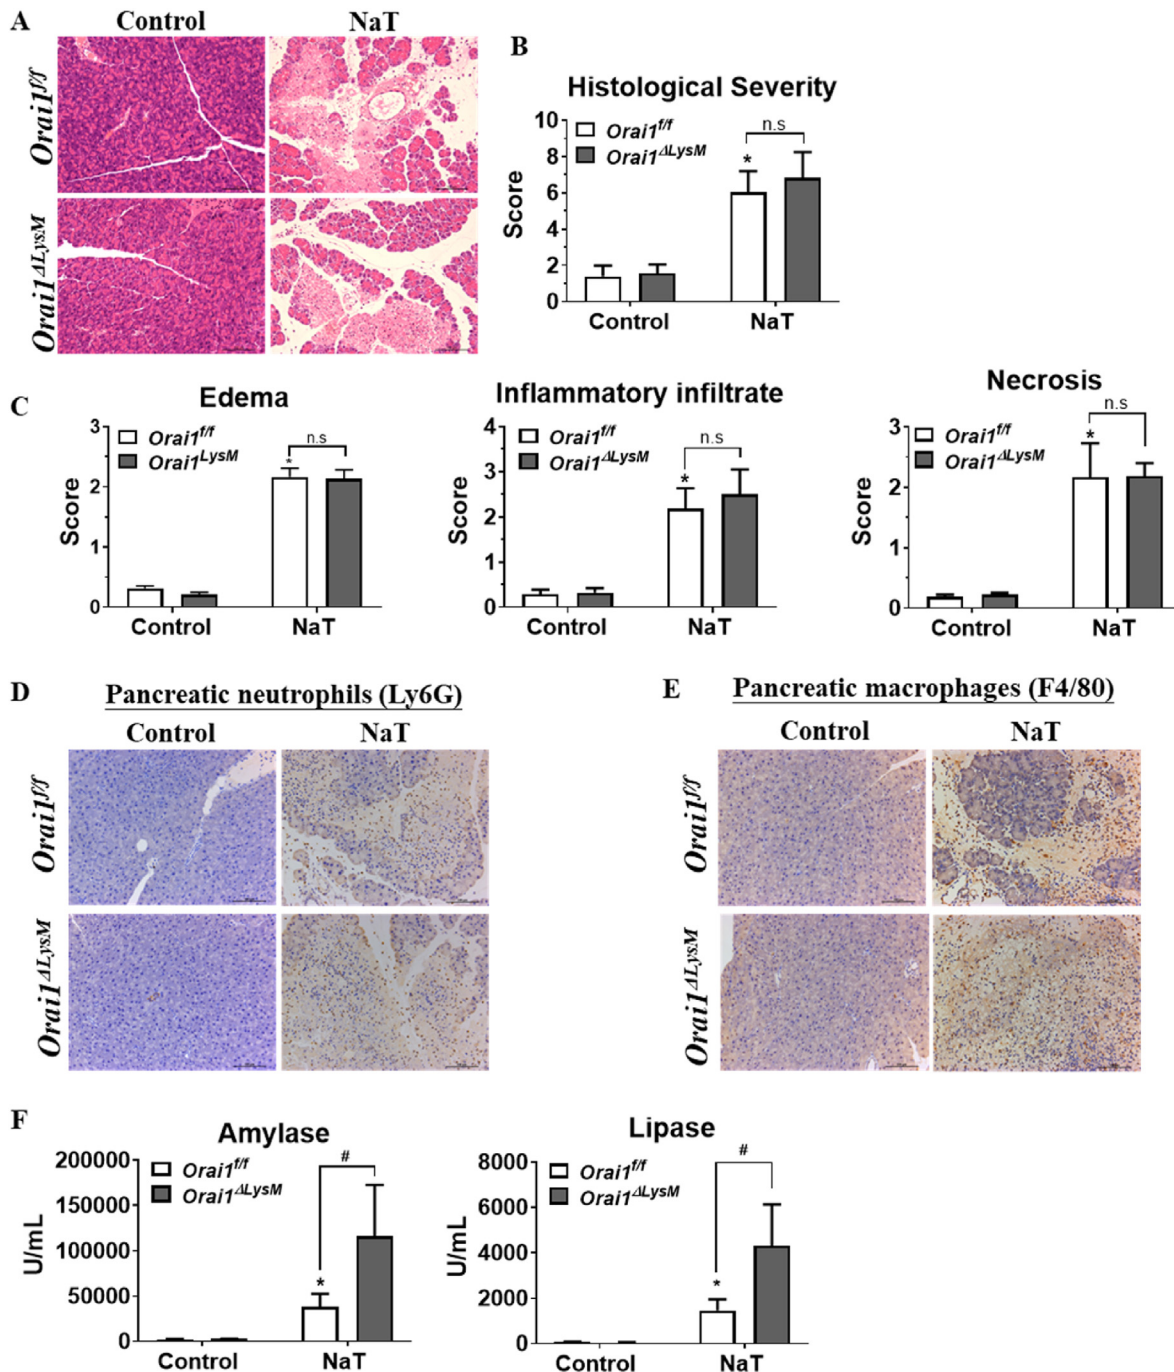 A
Control
NaT
Orai1f/f
Orai1ΔLysM
B
Histological Severity
Orai1f/f
Orai1ΔLysM
n.s
*
Score
10
8
6
4
2
0
Control
NaT
C
Edema
Orai1f/f
Orai1LysM
n.s
*
Score
3
2
1
0
Control
NaT
Inflammatory infiltrate
Orai1f/f
Orai1ΔLysM
n.s
*
Score
4
3
2
1
0
Control
NaT
Necrosis
Orai1f/f
Orai1ΔLysM
n.s
*
Score
3
2
1
0
Control
NaT
D
Pancreatic neutrophils (Ly6G)
Control
NaT
Orai1f/f
Orai1ΔLysM
E
Pancreatic macrophages (F4/80)
Control
NaT
Orai1f/f
Orai1ΔLysM
F
Amylase
Orai1f/f
Orai1ΔLysM
#
*
U/mL
200000
150000
100000
50000
0
Control
NaT
Lipase
Orai1f/f
Orai1ΔLysM
#
*
U/mL
8000
6000
4000
2000
0
Control
NaT